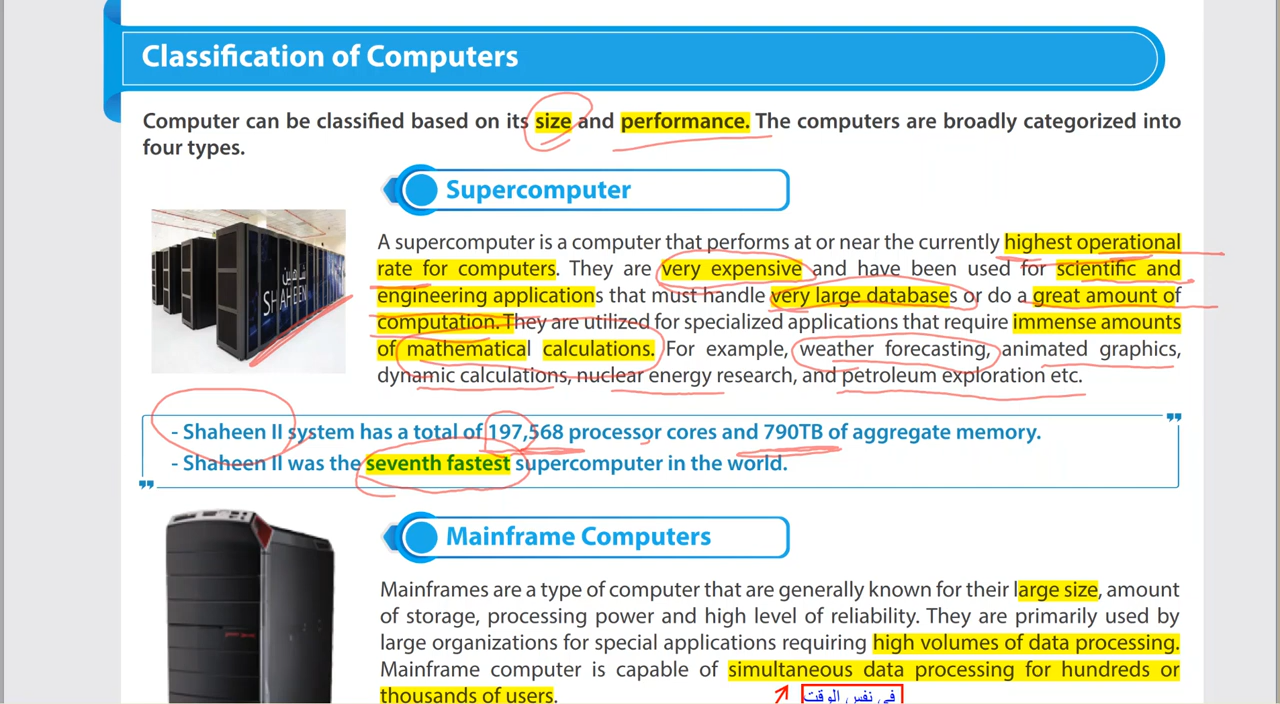 Classification of Computers
Computer can be classified based on its size and performance. The computers are broadly categorized into
four types.
Supercomputer
شاهين
SHAHEEN
A supercomputer is a computer that performs at or near the currently highest operational
rate for computers. They are very expensive and have been used for scientific and
engineering applications that must handle very large databases or do a great amount of
computation. They are utilized for specialized applications that require immense amounts
of mathematical calculations. For example, weather forecasting, animated graphics,
dynamic calculations, nuclear energy research, and petroleum exploration etc.
- Shaheen II system has a total of 197,568 processor cores and 790TB of aggregate memory.
- Shaheen II was the seventh fastest supercomputer in the world.
Mainframe Computers
Mainframes are a type of computer that are generally known for their large size, amount
of storage, processing power and high level of reliability. They are primarily used by
large organizations for special applications requiring high volumes of data processing.
Mainframe computer is capable of simultaneous data processing for hundreds or
thousands of users.
في نفس الوقت